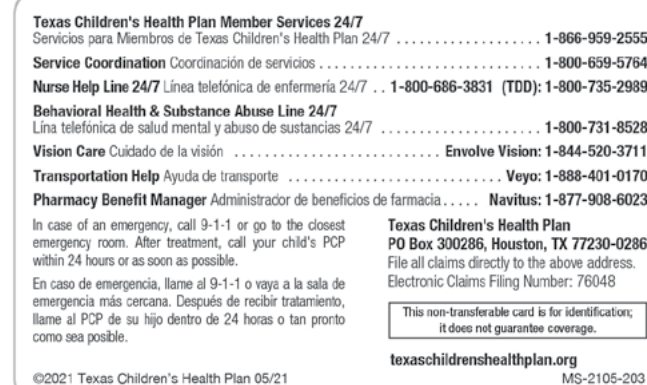 Texas Children's Health Plan Member Services 24/7
Servicios para Miembros de Texas Children's Health Plan 24/7 . . . . . . . . . . . . . . . . . . 1-866-959-2555
Service Coordination Coordinación de servicios . . . . . . . . . . . . . . . . . . . . . . . . . . . . 1-800-659-5764
Nurse Help Line 24/7 Línea telefónica de enfermería 24/7 . . 1-800-686-3831 (TDD): 1-800-735-2989
Behavioral Health & Substance Abuse Line 24/7
Lína telefónica de salud mental y abuso de sustancias 24/7 . . . . . . . . . . . . . . . . . . . . 1-800-731-8528
Vision Care Cuidado de la visión . . . . . . . . . . . . . . . . . . . . . . . . . . Envolve Vision: 1-844-520-3711
Transportation Help Ayuda de transporte . . . . . . . . . . . . . . . . . . . . . . . . . . . Veyo: 1-888-401-0170
Pharmacy Benefit Manager Administrador de beneficios de farmacia . . . . . Navitus: 1-877-908-6023
In case of an emergency, call 9-1-1 or go to the closest
emergency room. After treatment, call your child's PCP
within 24 hours or as soon as possible.
En caso de emergencia, llame al 9-1-1 o vaya a la sala de
emergencia más cercana. Después de recibir tratamiento,
llame al PCP de su hijo dentro de 24 horas o tan pronto
como sea posible.
Texas Children's Health Plan
PO Box 300286, Houston, TX 77230-0286
File all claims directly to the above address.
Electronic Claims Filing Number: 76048
This non-transferable card is for identification;
it does not guarantee coverage.
texaschildrenshealthplan.org
©2021 Texas Children's Health Plan 05/21
MS-2105-203